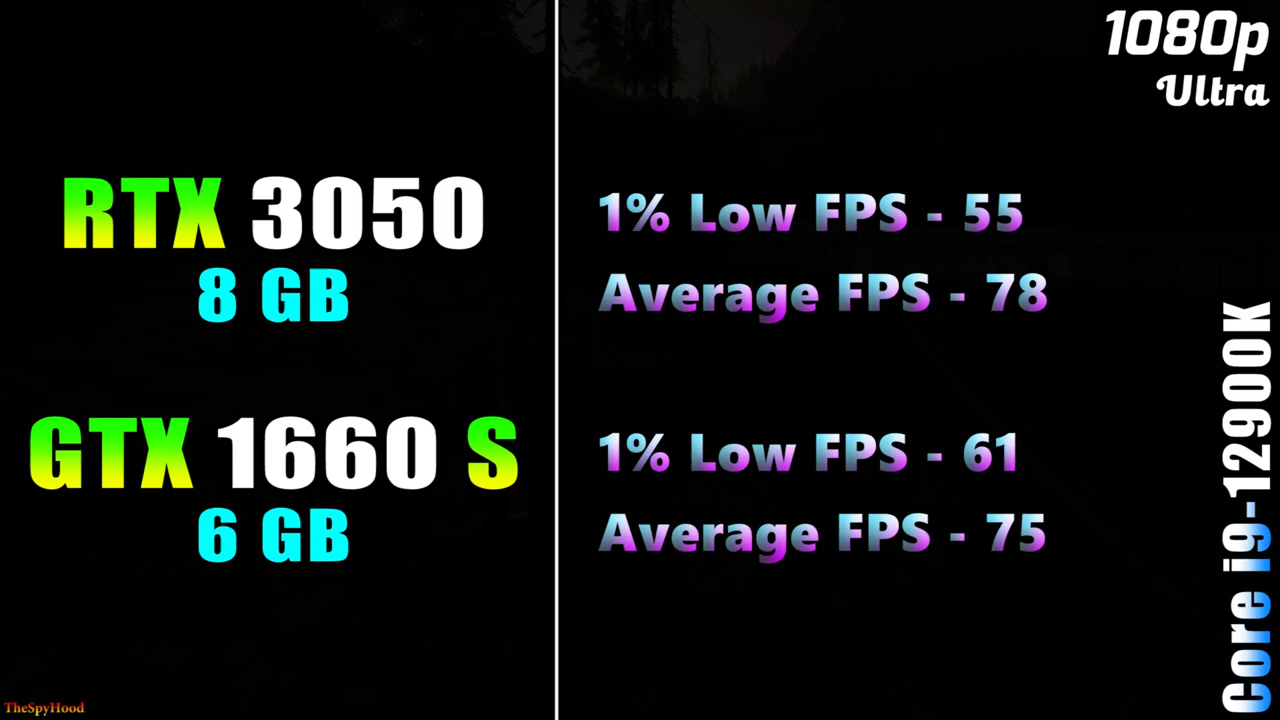 1080p
Ultra
RTX 3050
8 GB
1% Low FPS - 55
Average FPS - 78
GTX 1660 S
6 GB
1% Low FPS - 61
Average FPS - 75
Core i9-12900K
TheSpyHood